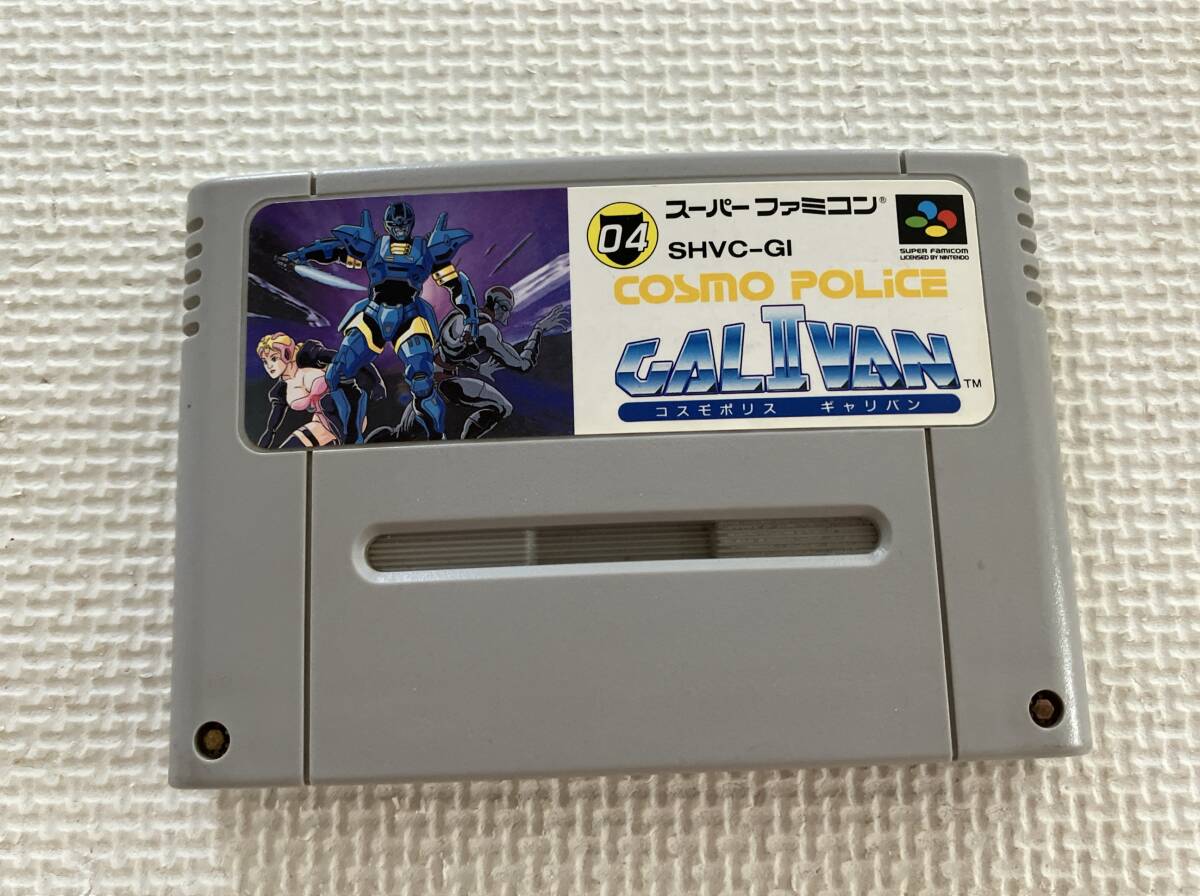 04
スーパーファミコン®
SHVC-GI
SUPER FAMICOM
LICENSED BY NINTENDO
COSMO POLICE
GALIVAN II ™
コスモポリス ギャリバン